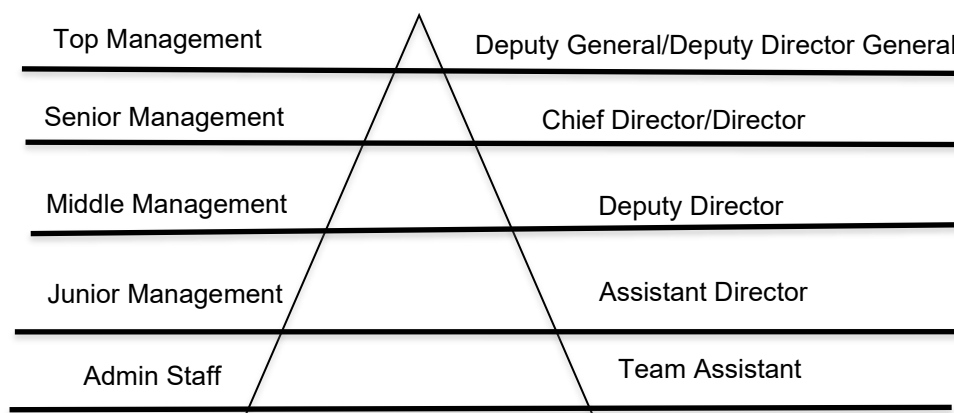 Top Management
Deputy General/Deputy Director General
Senior Management
Chief Director/Director
Middle Management
Deputy Director
Junior Management
Assistant Director
Admin Staff
Team Assistant